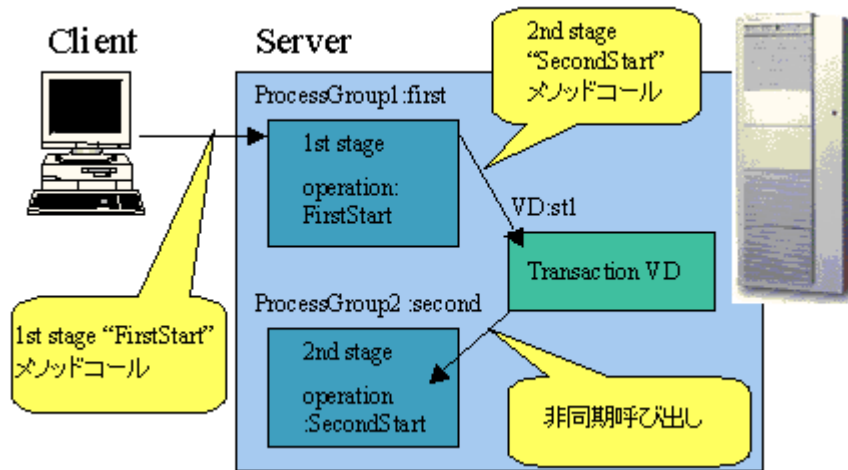 Client
Server
2nd stage
“SecondStart”
メソッドコール
ProcessGroup1:first
1st stage
operation:
FirstStart
VD:st1
Transaction VD
ProcessGroup2 :second
1st stage “FirstStart”
メソッドコール
2nd stage
operation
:SecondStart
非同期呼び出し